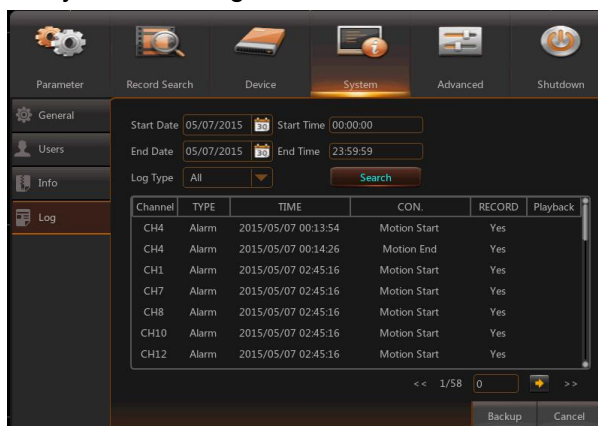 Parameter Record Search Device System Advanced Shutdown
General
Users
Info
Log
Start Date 05/07/2015 30 Start Time 00:00:00
End Date 05/07/2015 30 End Time 23:59:59
Log Type All Search
Channel TYPE TIME CON. RECORD Playback
CH4 Alarm 2015/05/07 00:13:54 Motion Start Yes
CH4 Alarm 2015/05/07 00:14:26 Motion End Yes
CH1 Alarm 2015/05/07 02:45:16 Motion Start Yes
CH7 Alarm 2015/05/07 02:45:16 Motion Start Yes
CH8 Alarm 2015/05/07 02:45:16 Motion Start Yes
CH10 Alarm 2015/05/07 02:45:16 Motion Start Yes
CH12 Alarm 2015/05/07 02:45:16 Motion Start Yes
<< 1/58 0 >>
Backup Cancel